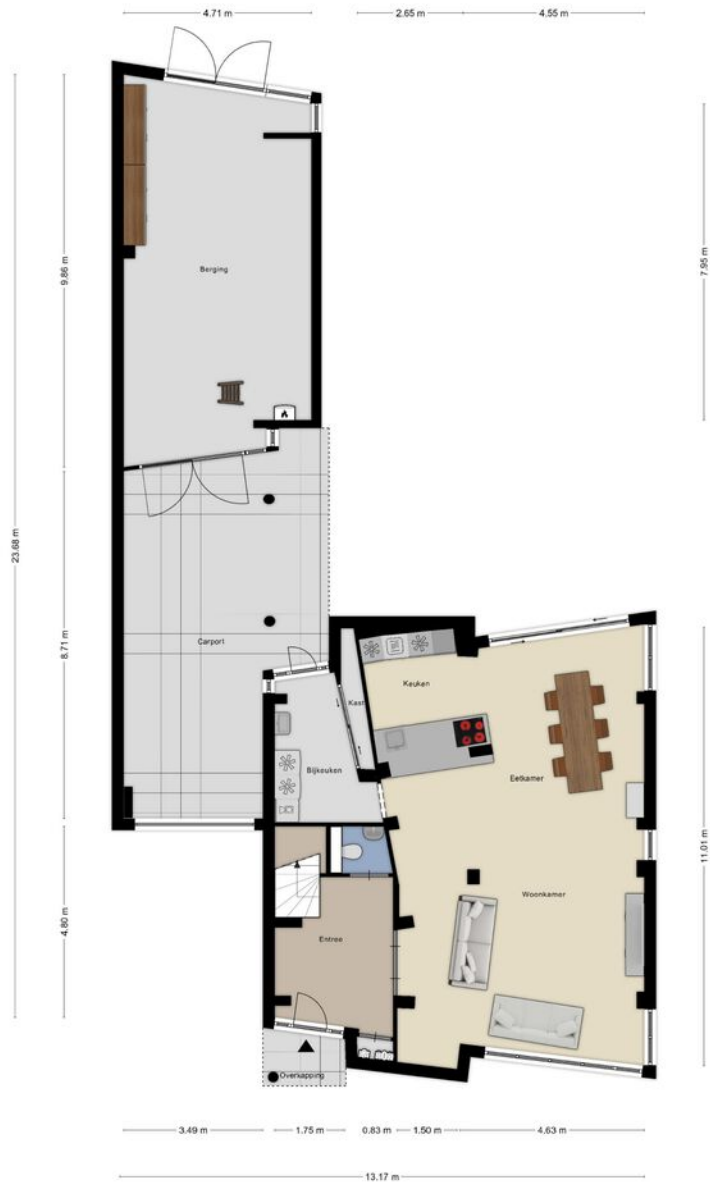 4.71 m
2.65 m
4.55 m
Berging
9.86 m
7.95 m
23.68 m
8.71 m
Carport
Keuken
Kast
Bijkeuken
Eetkamer
11.01 m
Woonkamer
4.80 m
Entree
Overkapping
3.49 m
1.75 m
0.83 m
1.50 m
4.63 m
13.17 m